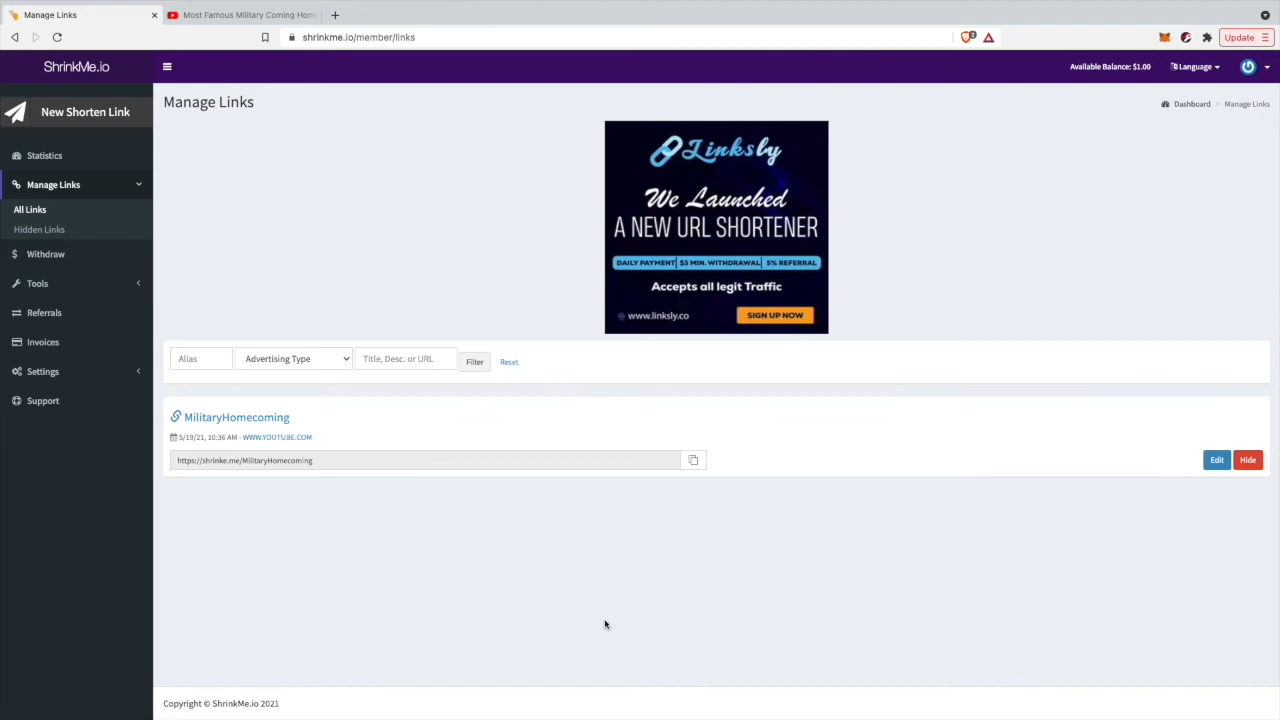 Manage Links
Most Famous Military Coming Hom
shrinkme.io/member/links
2
Update
ShrinkMe.io
Available Balance: $1.00
Language
New Shorten Link
Manage Links
Dashboard
Manage Links
Statistics
Manage Links
All Links
Hidden Links
Withdraw
Tools
Referrals
Invoices
Settings
Support
Linksly
We Launched
A NEW URL SHORTENER
DAILY PAYMENT| $3 MIN. WITHDRAWAL| 5% REFERRAL
Accepts all legit Traffic
www.linksly.co
SIGN UP NOW
Alias
Advertising Type
Title, Desc. or URL
Filter
Reset
MilitaryHomecoming
5/19/21, 10:36 AM - WWW.YOUTUBE.COM
https://shrinke.me/MilitaryHomecoming
Edit
Hide
Copyright © ShrinkMe.io 2021